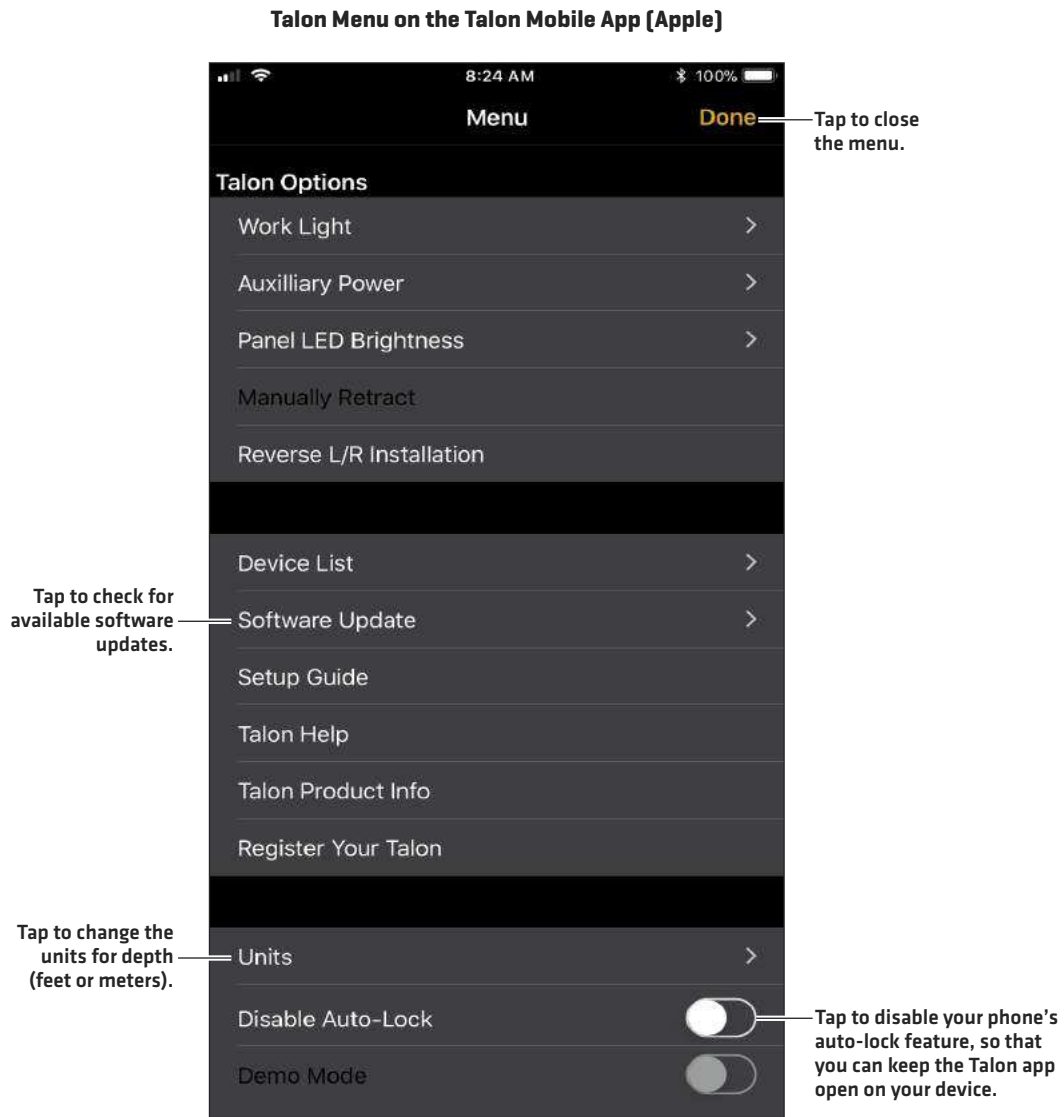 Talon Menu on the Talon Mobile App (Apple)
8:24 AM
100%
Menu
Done
Tap to close
the menu.
Talon Options
Work Light
Auxilliary Power
Panel LED Brightness
Manually Retract
Reverse L/R Installation
Device List
Tap to check for
available software
updates.
Software Update
Setup Guide
Talon Help
Talon Product Info
Register Your Talon
Tap to change the
units for depth
(feet or meters).
Units
Disable Auto-Lock
Tap to disable your phone's
auto-lock feature, so that
you can keep the Talon app
open on your device.
Demo Mode